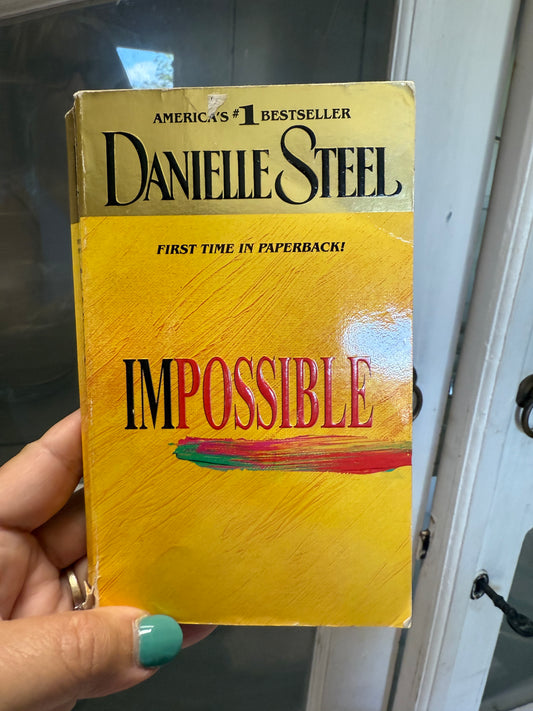 AMERICA'S #1 BESTSELLER
DANIELLE STEEL
FIRST TIME IN PAPERBACK!
IMPOSSIBLE